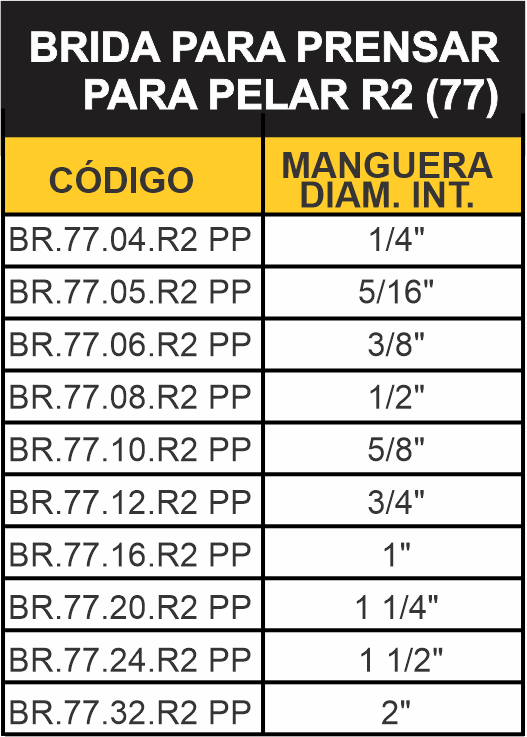 BRIDA PARA PRENSAR
PARA PELAR R2 (77)
CÓDIGO MANGUERA
DIAM. INT.
BR.77.04.R2 PP 1/4"
BR.77.05.R2 PP 5/16"
BR.77.06.R2 PP 3/8"
BR.77.08.R2 PP 1/2"
BR.77.10.R2 PP 5/8"
BR.77.12.R2 PP 3/4"
BR.77.16.R2 PP 1"
BR.77.20.R2 PP 1 1/4"
BR.77.24.R2 PP 1 1/2"
BR.77.32.R2 PP 2"